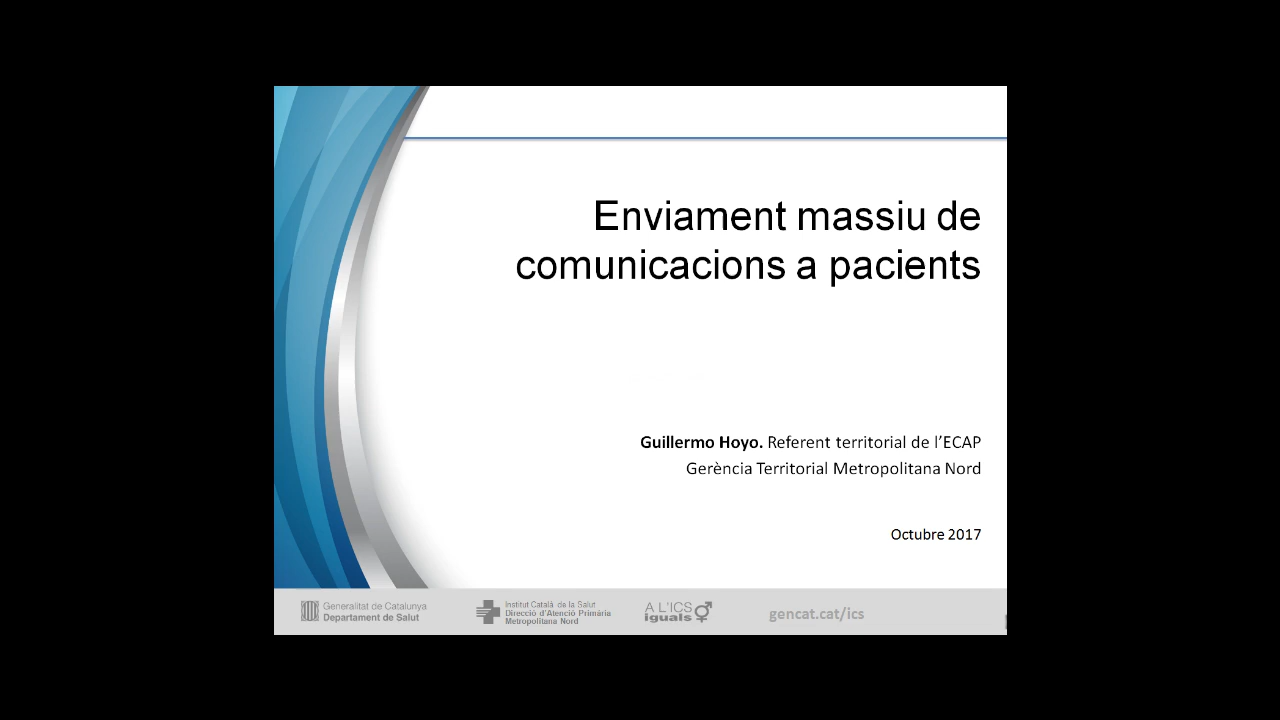 Enviament massiu de
comunicacions a pacients
Guillermo Hoyo. Referent territorial de l'ECAP
Gerència Territorial Metropolitana Nord
Octubre 2017
Generalitat de Catalunya
Departament de Salut
Institut Català de la Salut
Direcció d'Atenció Primària
Metropolitana Nord
A L'ICS
iguals
gencat.cat/ics